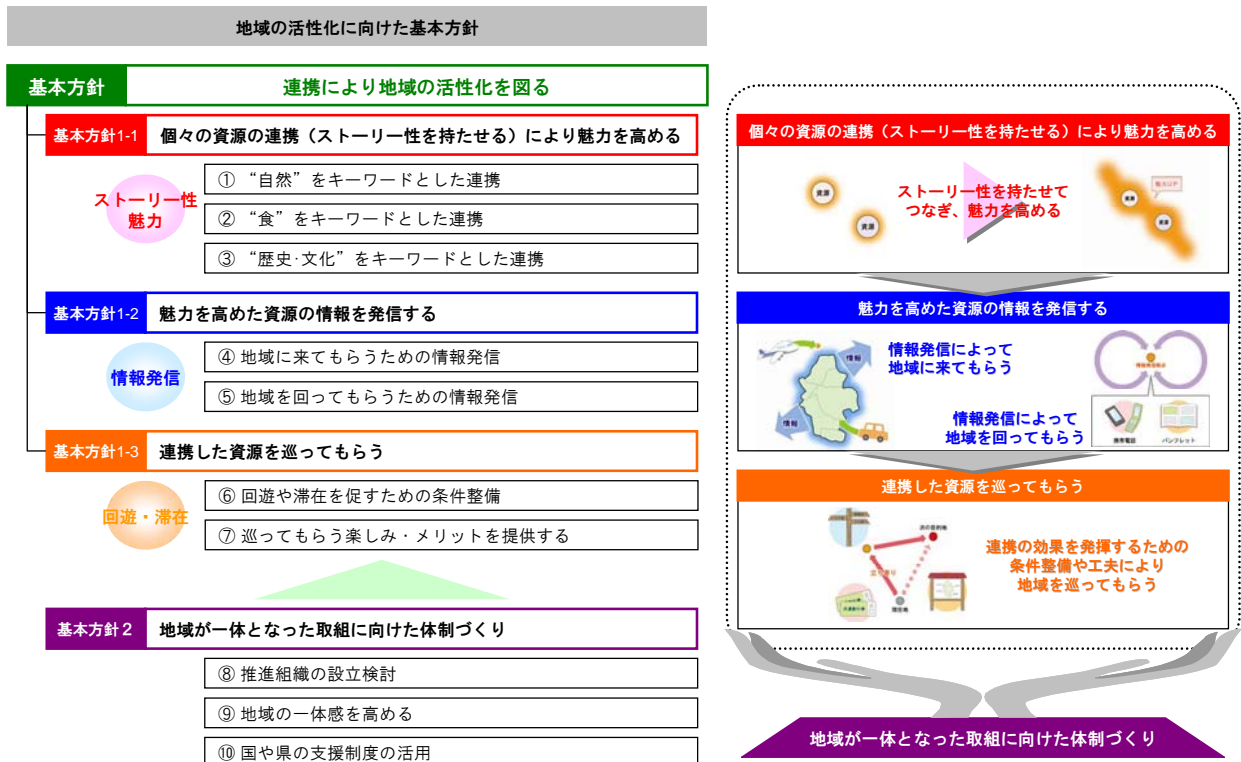 地域の活性化に向けた基本方針
基本方針
連携により地域の活性化を図る
基本方針1-1
個々の資源の連携（ストーリー性を持たせる）により魅力を高める
ストーリー性
魅力
① “自然”をキーワードとした連携
② “食”をキーワードとした連携
③ “歴史･文化”をキーワードとした連携
基本方針1-2
魅力を高めた資源の情報を発信する
情報発信
④ 地域に来てもらうための情報発信
⑤ 地域を回ってもらうための情報発信
基本方針1-3
連携した資源を巡ってもらう
回遊・滞在
⑥ 回遊や滞在を促すための条件整備
⑦ 巡ってもらう楽しみ・メリットを提供する
基本方針２
地域が一体となった取組に向けた体制づくり
⑧ 推進組織の設立検討
⑨ 地域の一体感を高める
⑩ 国や県の支援制度の活用
個々の資源の連携（ストーリー性を持たせる）により魅力を高める
資源
資源
ストーリー性を持たせて
つなぎ、魅力を高める
魅力UP
資源
資源
魅力を高めた資源の情報を発信する
情報
情報
情報発信によって
地域に来てもらう
情報発信によって
地域を回ってもらう
携帯電話
パンフレット
連携した資源を巡ってもらう
次の目的地
立ち寄り
現在地
連携の効果を発揮するための
条件整備や工夫により
地域を巡ってもらう
地域が一体となった取組に向けた体制づくり